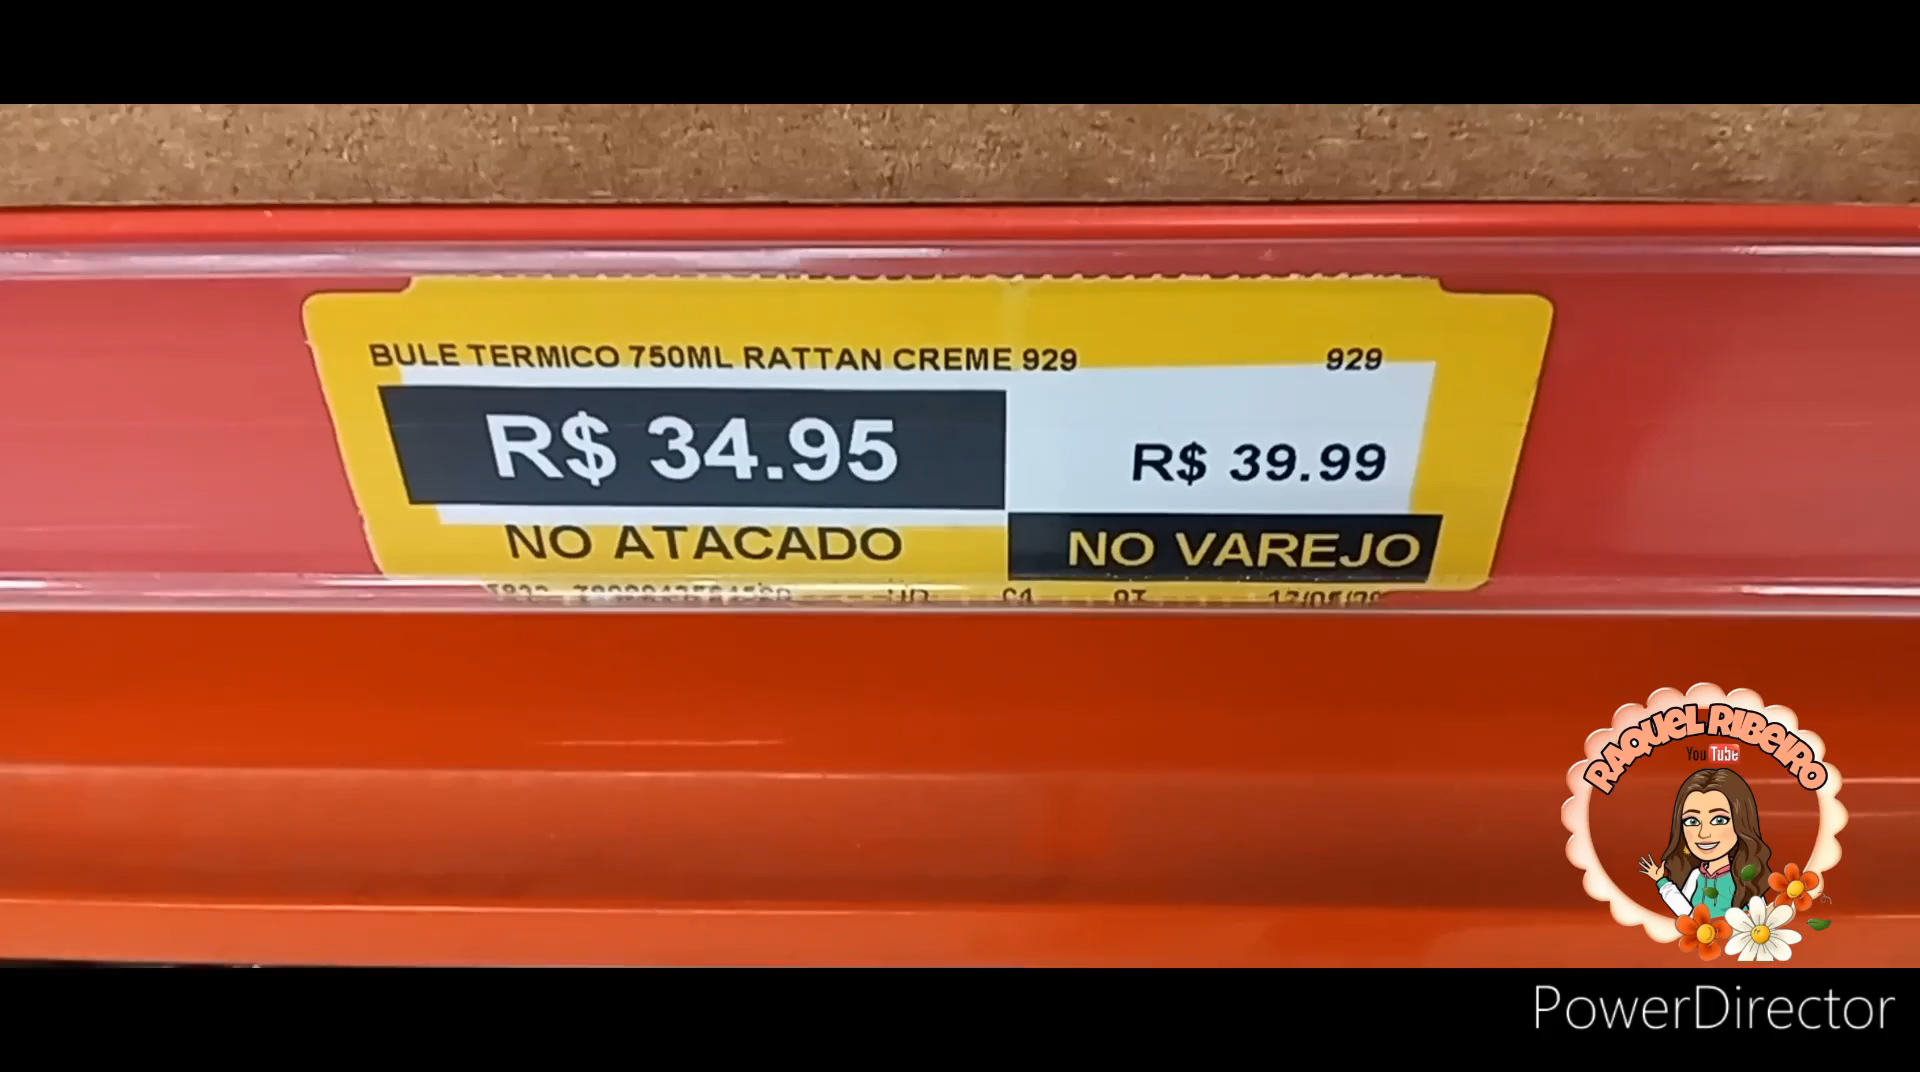 BULE TERMICO 750ML RATTAN CREME 929 929
R$ 34.95
R$ 39.99
NO ATACADO
NO VAREJO
RAQUEL RIBEIRO
YouTube
PowerDirector